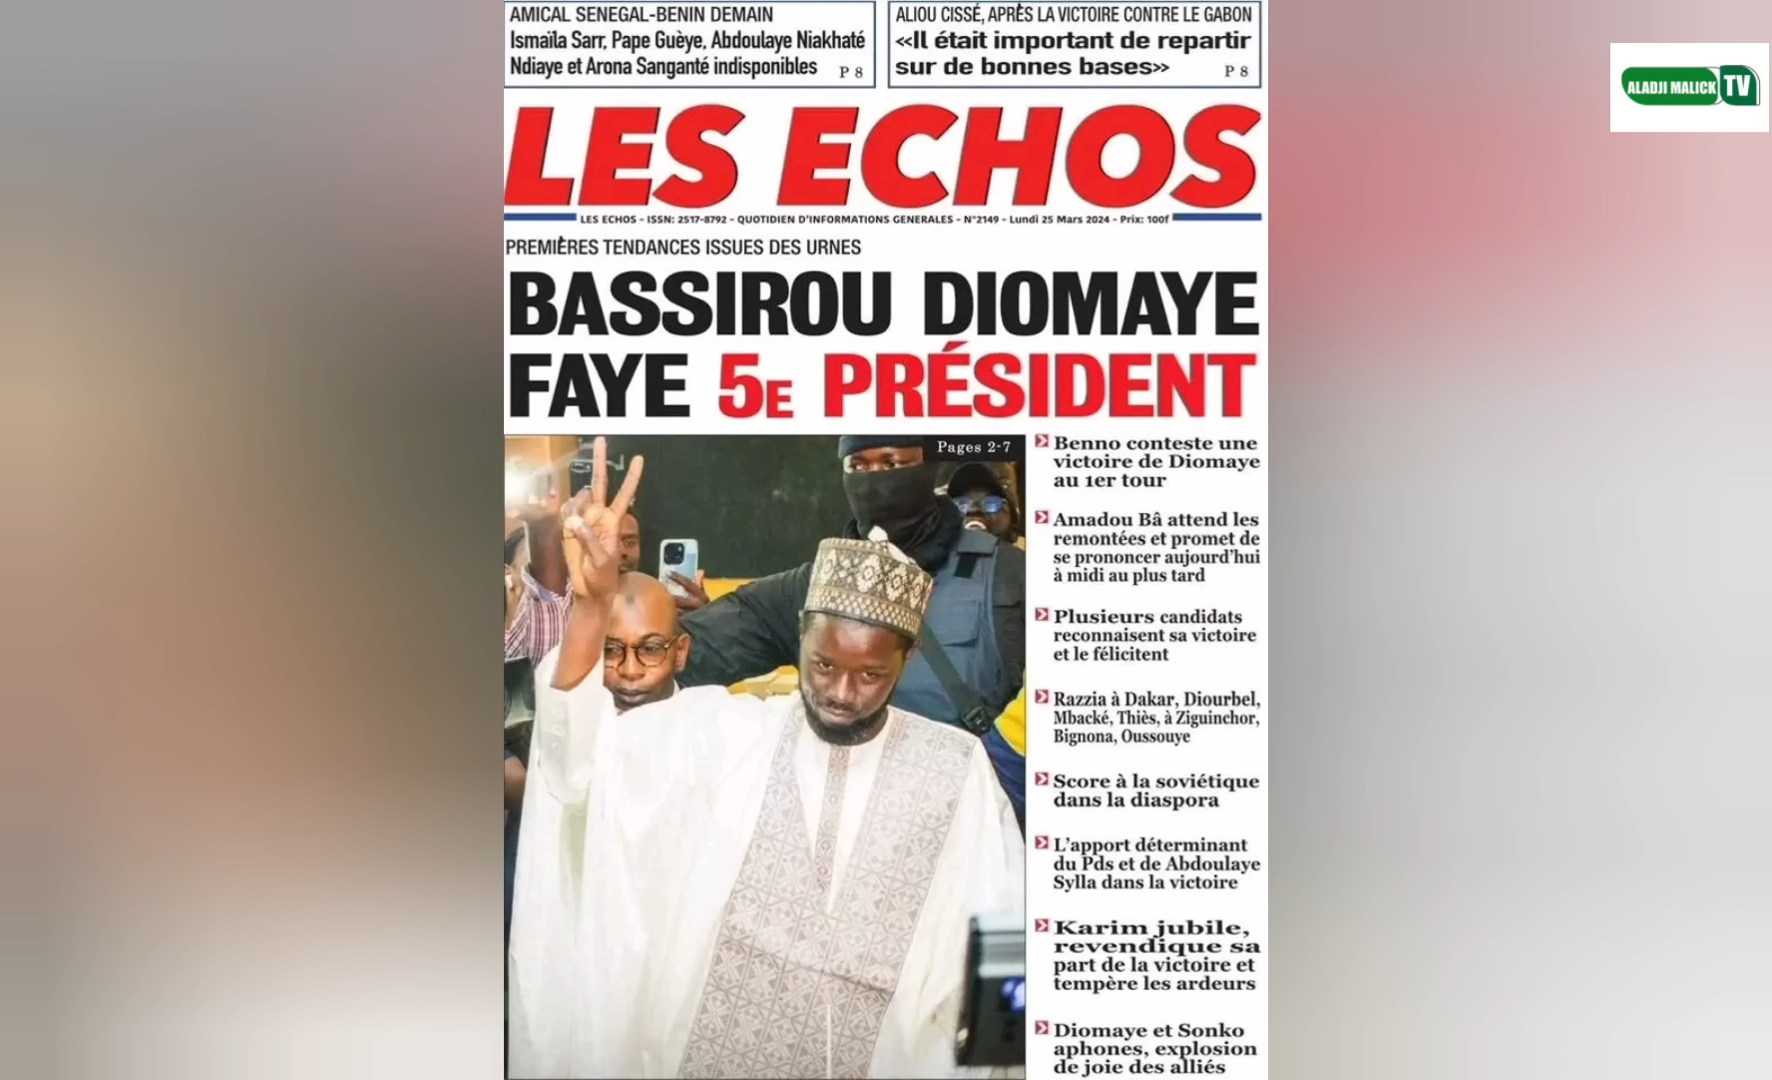 AMICAL SENEGAL-BENIN DEMAIN
Ismaïla Sarr, Pape Guèye, Abdoulaye Niakhaté
Ndiaye et Arona Sanganté indisponibles P 8
ALIOU CISSÉ, APRÈS LA VICTOIRE CONTRE LE GABON
«Il était important de repartir
sur de bonnes bases» P 8
ALADJI MALICK TV
LES ECHOS
LES ECHOS - ISSN: 2517-8792 - QUOTIDIEN D'INFORMATIONS GENERALES - N°2149 - Lundi 25 Mars 2024 - Prix: 100f
PREMIÈRES TENDANCES ISSUES DES URNES
BASSIROU DIOMAYE
FAYE 5E PRÉSIDENT
Pages 2-7
Benno conteste une
victoire de Diomaye
au 1er tour
Amadou Bâ attend les
remontées et promet de
se prononcer aujourd'hui
à midi au plus tard
Plusieurs candidats
reconnaisent sa victoire
et le félicitent
Razzia à Dakar, Diourbel,
Mbacké, Thiès, à Ziguinchor,
Bignona, Oussouye
Score à la soviétique
dans la diaspora
L'apport déterminant
du Pds et de Abdoulaye
Sylla dans la victoire
Karim jubile,
revendique sa
part de la victoire et
tempère les ardeurs
Diomaye et Sonko
aphones, explosion
de joie des alliés